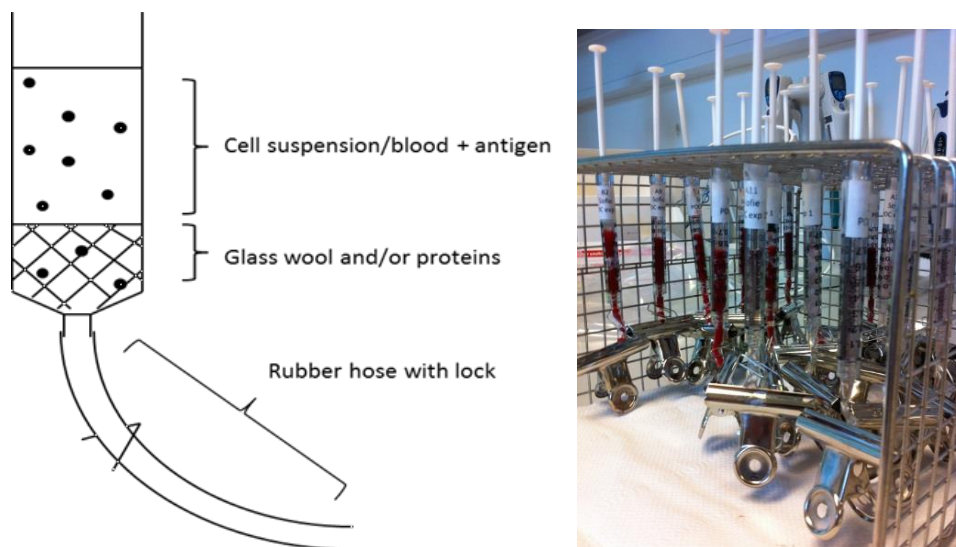 Cell suspension/blood + antigen
Glass wool and/or proteins
Rubber hose with lock